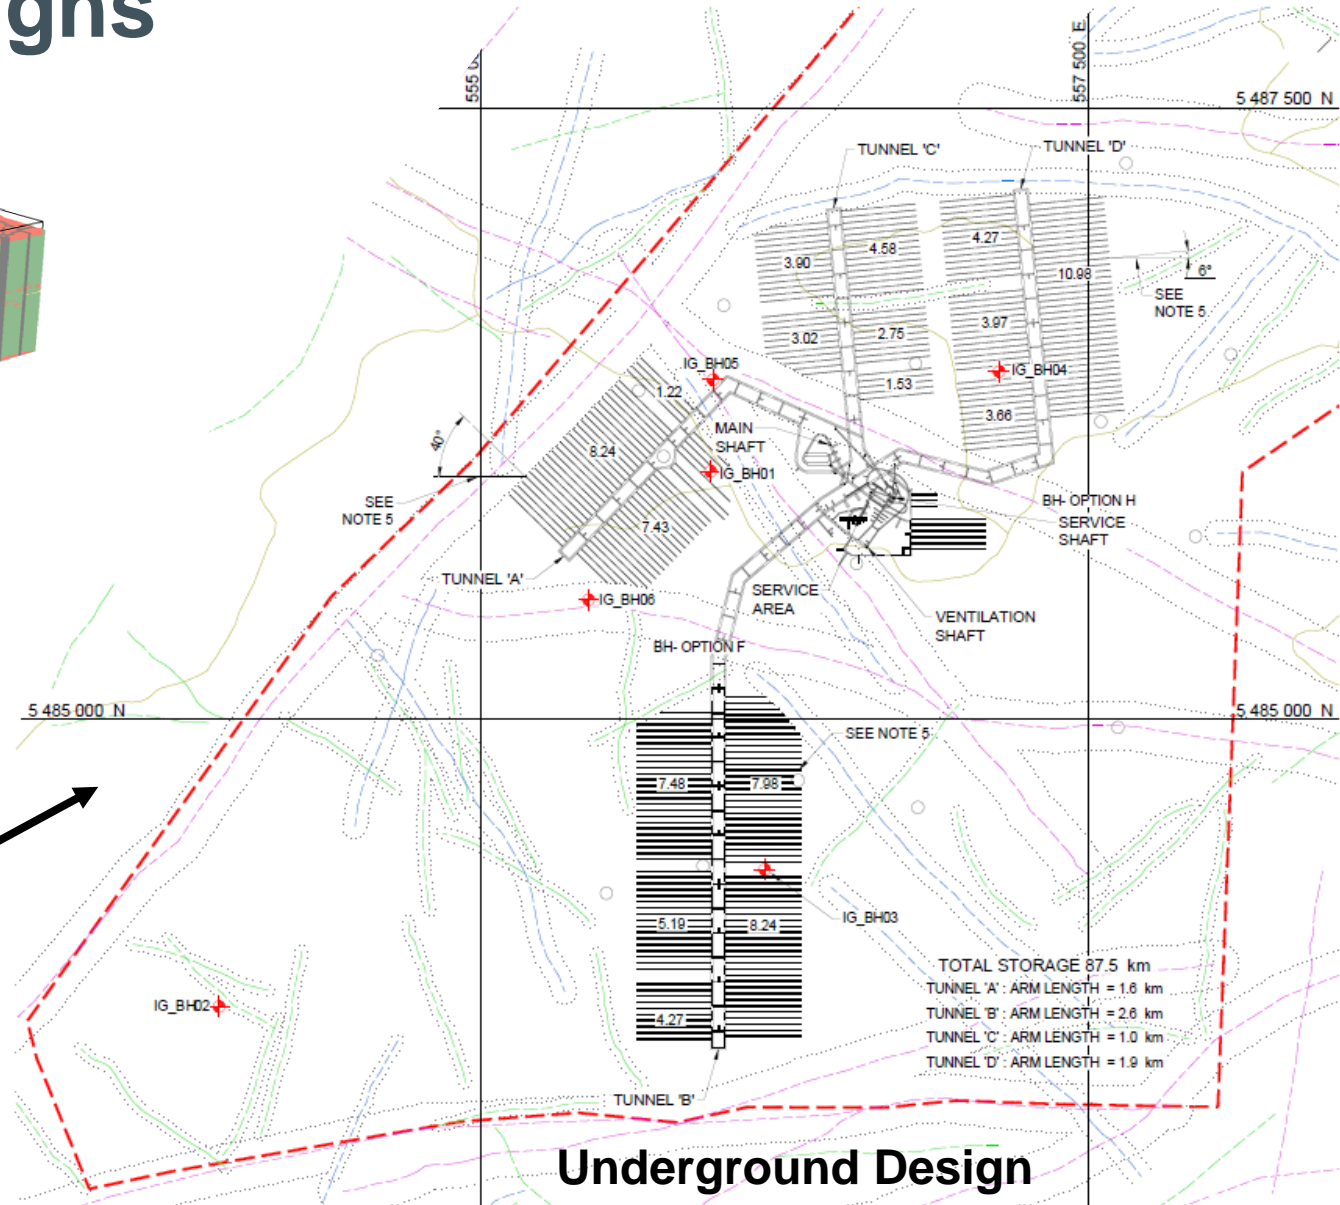 gns
555 0
557 500 E
5 487 500 N
TUNNEL 'C'
TUNNEL 'D'
4.58
4.27
3.90
10.98
6°
SEE
NOTE 5
3.97
3.02
2.75
IG_BH05
IG_BH04
1.22
1.53
3.66
MAIN
SHAFT
40°
8.24
IG_BH01
SEE
NOTE 5
BH- OPTION H
SERVICE
SHAFT
7.43
TUNNEL 'A'
SERVICE
AREA
IG_BH06
VENTILATION
SHAFT
BH- OPTION F
5 485 000 N
5 485 000 N
SEE NOTE 5
7.48
7.98
5.19
8.24
IG_BH03
TOTAL STORAGE 87.5 km
TUNNEL 'A' : ARM LENGTH = 1.6 km
IG_BH02
TUNNEL 'B' : ARM LENGTH = 2.6 km
4.27
TUNNEL 'C' : ARM LENGTH = 1.0 km
TUNNEL 'D' : ARM LENGTH = 1.9 km
TUNNEL 'B'
Underground Design